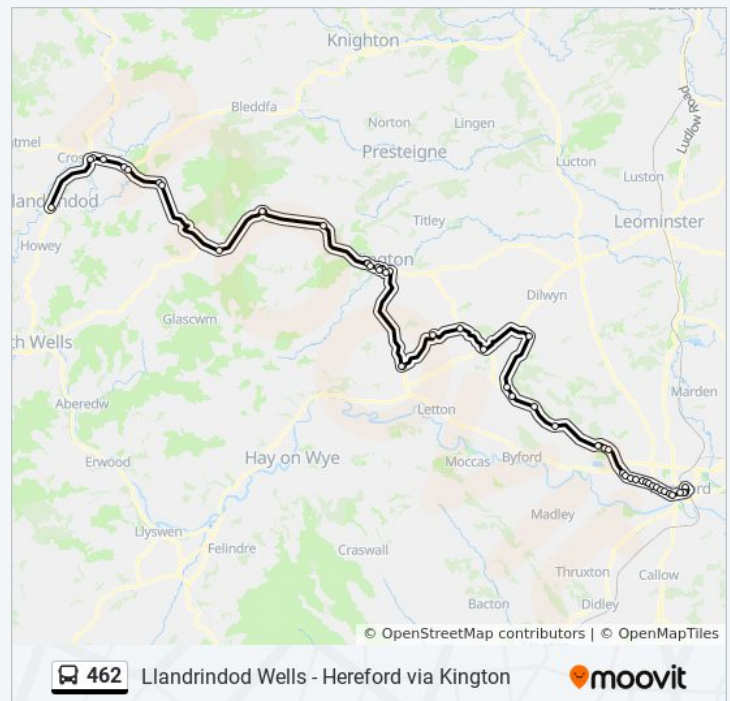 Knighton
Bleddfa
Norton
Lingen
Presteigne
Lucton
Ludlow Road
Luston
Leominster
Titley
Howey
Glascwm
Dilwyn
Aberedw
Letton
Marden
Erwood
Hay on Wye
Moccas
Byford
Madley
Llyswen
Felindre
Craswall
Thruxton
Callow
Bacton
Didley
© OpenStreetMap contributors | © OpenMapTiles
462 Llandrindod Wells - Hereford via Kington
moovit